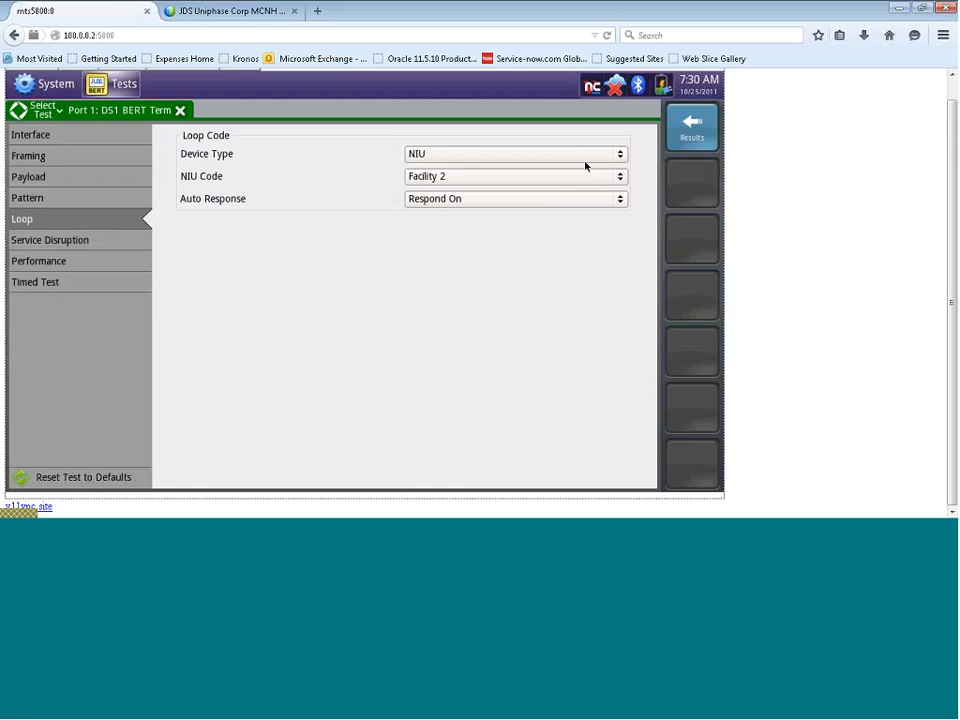 mts5800:0
JDS Uniphase Corp MCNH ...
100.0.0.2:5800
Search
Most Visited
Getting Started
Expenses Home
Kronos
Microsoft Exchange - ...
Oracle 11.5.10 Product...
Service-now.com Glob...
Suggested Sites
Web Slice Gallery
System
BERT
Tests
7:30 AM
10/25/2011
Select
Test
Port 1: DS1 BERT Term
Results
Interface
Framing
Payload
Pattern
Loop
Service Disruption
Performance
Timed Test
Reset Test to Defaults
Loop Code
Device Type
NIU
NIU Code
Facility 2
Auto Response
Respond On
x11vnc site